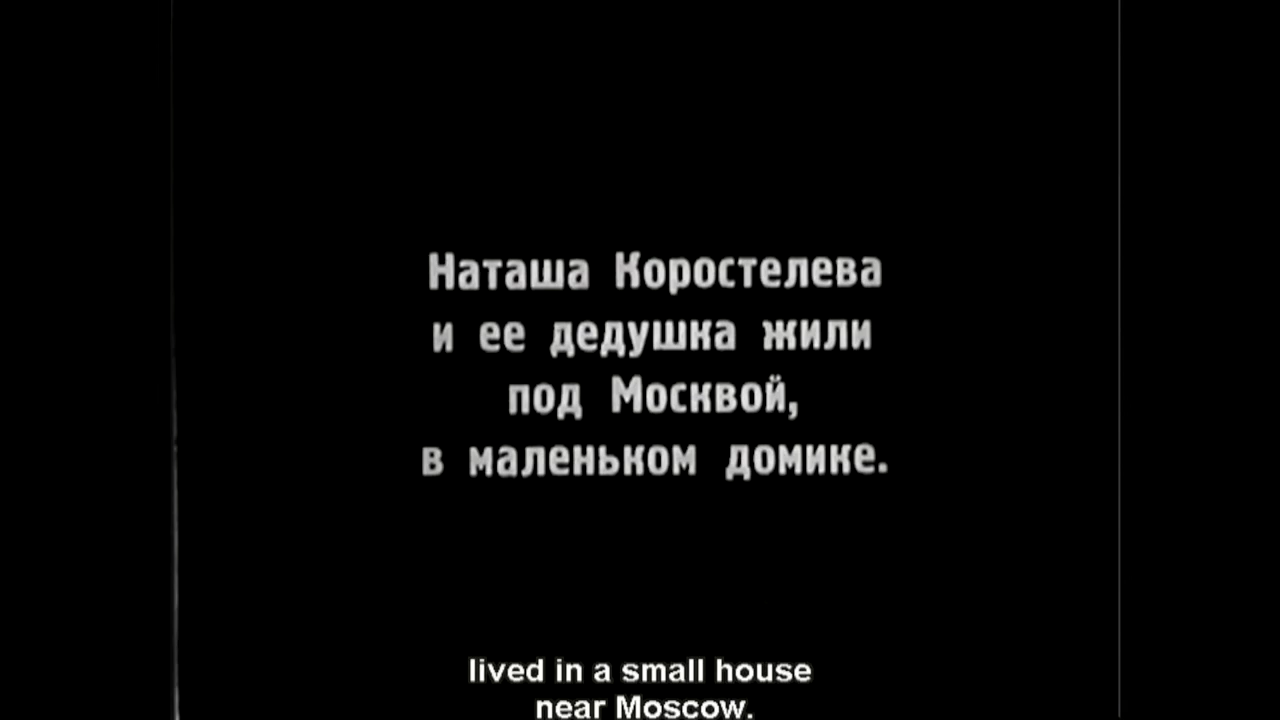 Наташа Коростелева
и ее дедушка жили
под Москвой,
в маленьком домике.
lived in a small house
near Moscow.